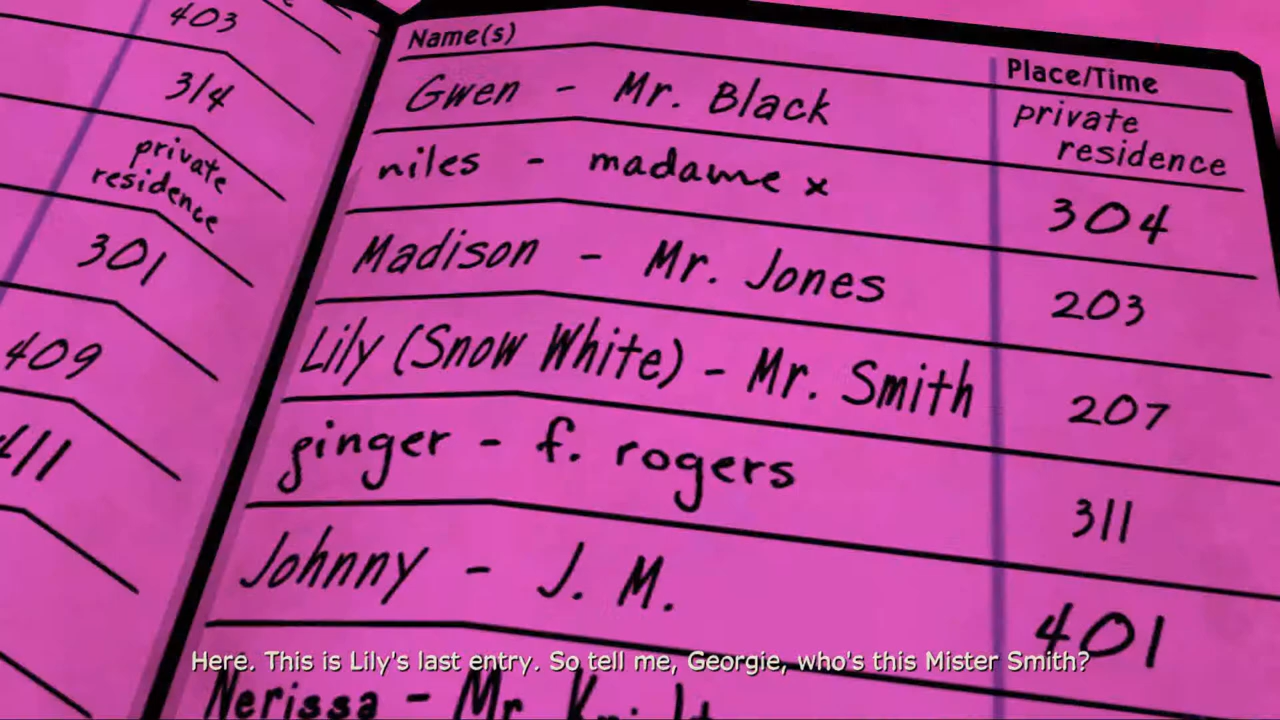 403
3/4
private
residence
301
409
411
Name(s)
Place/Time
Gwen - Mr. Black
private
residence
niles - madame x
304
Madison - Mr. Jones
203
Lily (Snow White) - Mr. Smith
207
ginger - f. rogers
311
Johnny - J. M.
401
Nerissa - Mr.
Here. This is Lily's last entry. So tell me, Georgie, who's this Mister Smith?